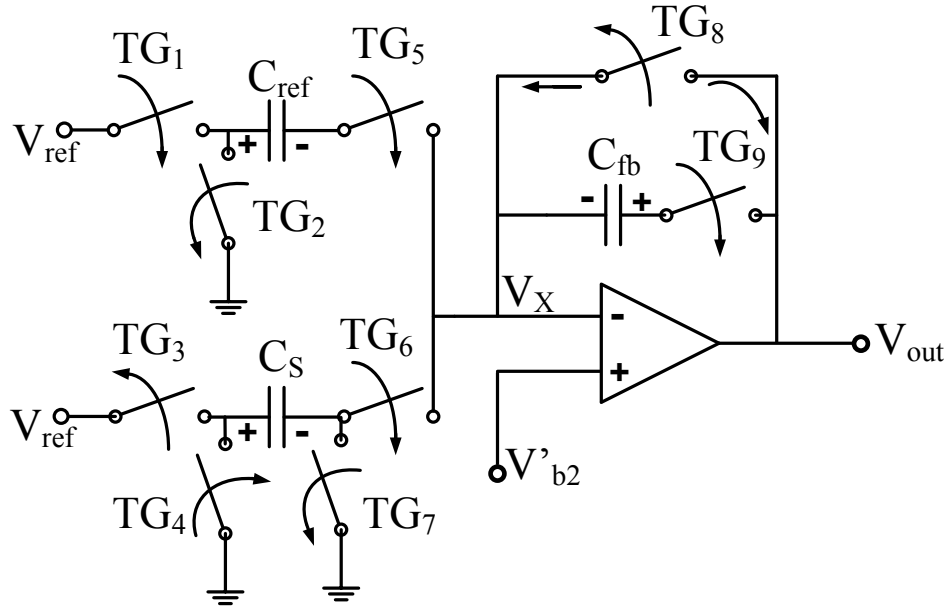 TG8
TG1
TG5
Cref
Vref
+ -
TG9
Cfb
- +
TG2
VX
-
Vout
TG3
TG6
CS
+
Vref
+ -
V'b2
TG4
TG7